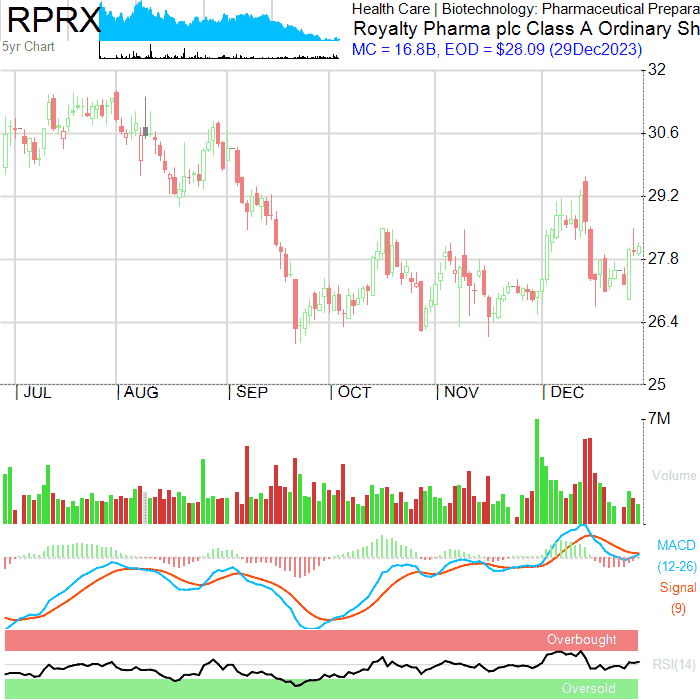 RPRX
5yr Chart
Health Care | Biotechnology: Pharmaceutical Prepara
Royalty Pharma plc Class A Ordinary Sh
MC = 16.8B, EOD = $28.09 (29Dec2023)
32
30.6
29.2
27.8
26.4
25
JUL AUG SEP OCT NOV DEC
7M
Volume
MACD
(12-26)
Signal
(9)
Overbought
RSI(14)
Oversold